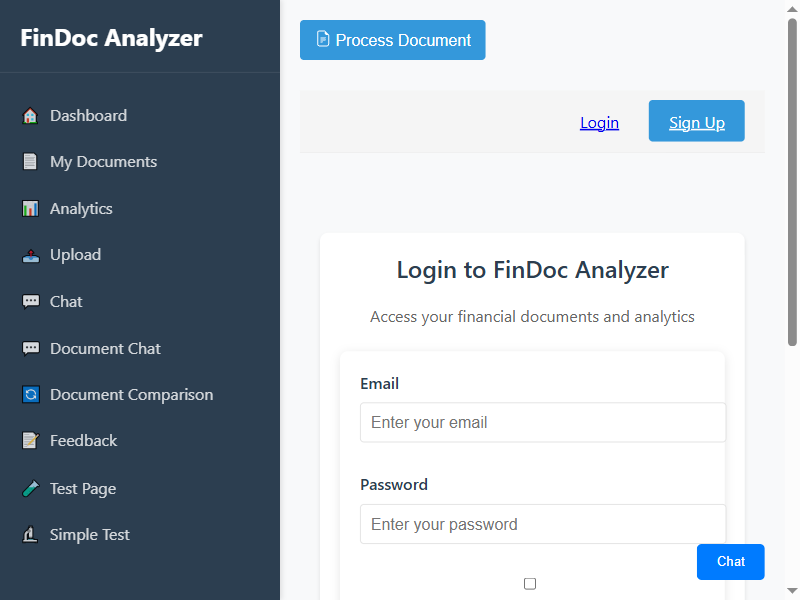 FinDoc Analyzer
Dashboard
My Documents
Analytics
Upload
Chat
Document Chat
Document Comparison
Feedback
Test Page
Simple Test
Process Document
Login
Sign Up
Login to FinDoc Analyzer
Access your financial documents and analytics
Email
Enter your email
Password
Enter your password
Chat